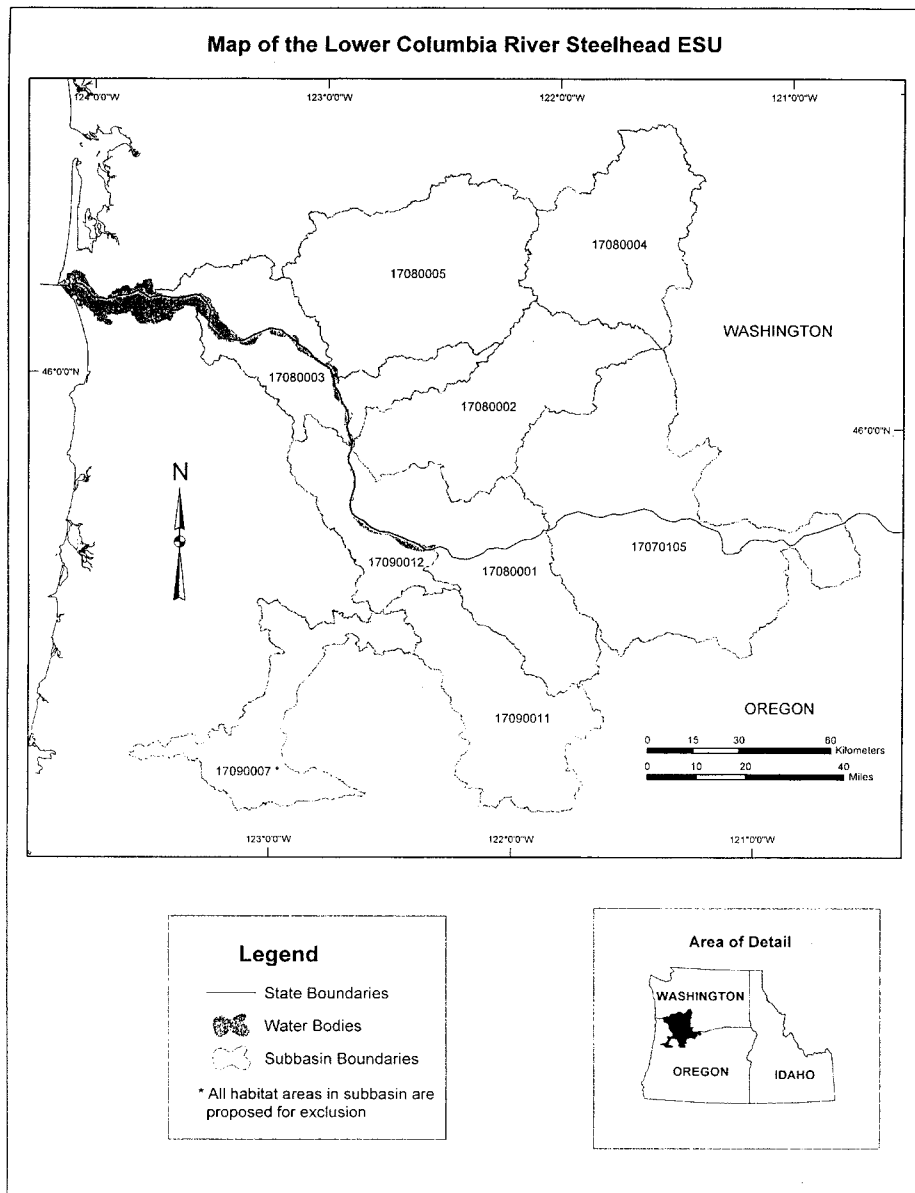 Map of the Lower Columbia River Steelhead ESU
124°0'0"W
123°0'0"W
122°0'0"W
121°0'0"W
17080004
17080005
WASHINGTON
46°0'0"N
17080003
17080002
46°0'0"N
N
17070105
17090012
17080001
OREGON
17090011
0 15 30 60
Kilometers
0 10 20 40
Miles
17090007 *
123°0'0"W
122°0'0"W
121°0'0"W
Legend
State Boundaries
Water Bodies
Subbasin Boundaries
* All habitat areas in subbasin are
proposed for exclusion
Area of Detail
WASHINGTON
OREGON
IDAHO